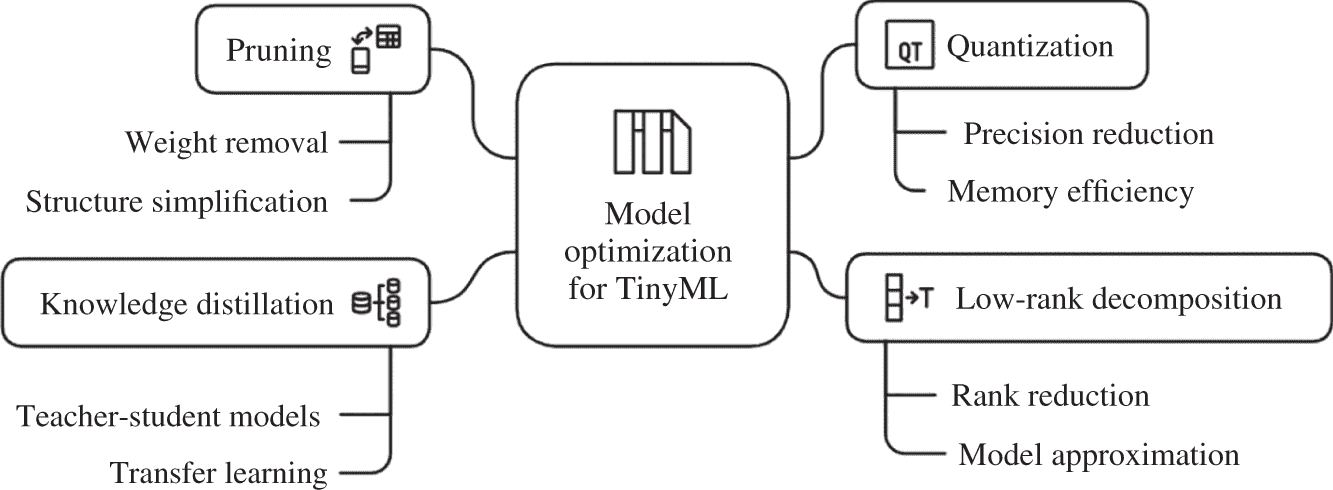 Pruning
Weight removal
Structure simplification
Knowledge distillation
Teacher-student models
Transfer learning
Model
optimization
for TinyML
QT
Quantization
Precision reduction
Memory efficiency
T
Low-rank decomposition
Rank reduction
Model approximation